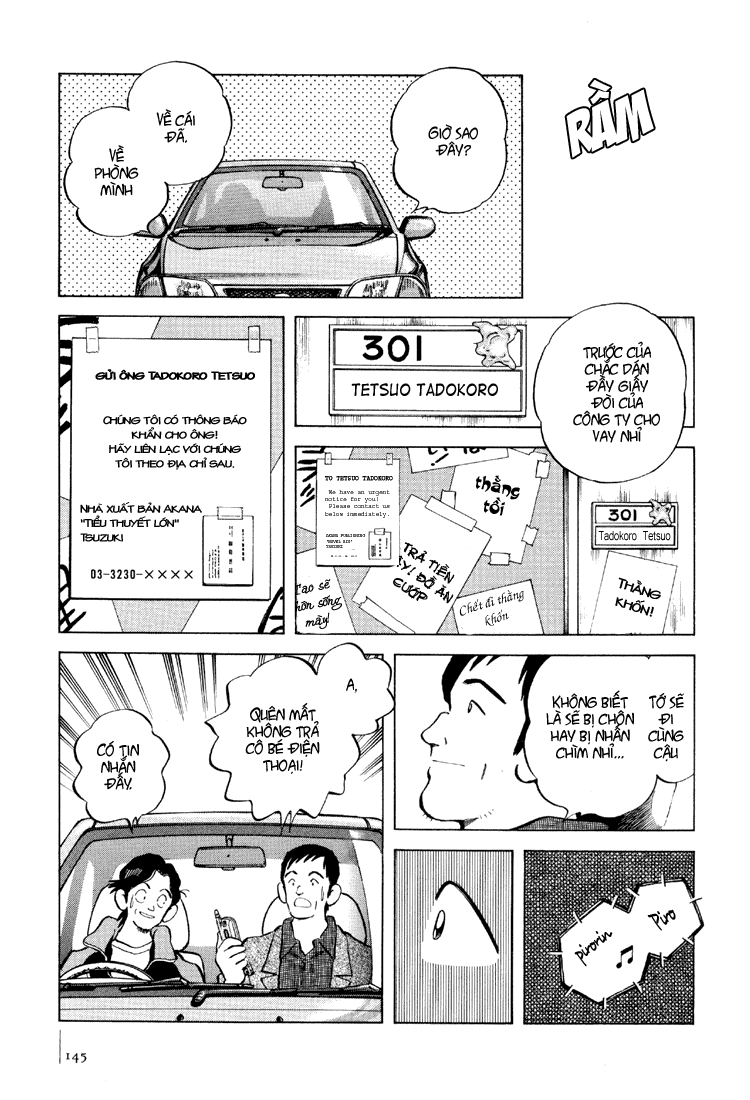 RẦM
GIỜ SAO
ĐÂY?
VỀ CÁI
ĐÃ,
VỀ
PHÒNG
MÌNH
TRƯỚC CỬA
CHẮC DÁN
ĐẦY GIẤY
ĐÒI CỦA
CÔNG TY CHO
VAY NHỈ
301
TETSUO TADOKORO
GỬI ÔNG TADOKORO TETSUO
CHÚNG TÔI CÓ THÔNG BÁO
KHẨN CHO ÔNG!
HÃY LIÊN LẠC VỚI CHÚNG
TÔI THEO ĐỊA CHỈ SAU.
NHÀ XUẤT BẢN AKANA
"TIỂU THUYẾT LỚN"
TSUZUKI
03-3230-××××
TO TETSUO TADOKORO
We have an urgent
notice for you!
Please contact us
below immediately.
thằng
tồi
TRẢ TIỀN
ĐỒ ĂN
CƯỚP
Tao sẽ
sống
mày!
Chết đi thằng
khốn
301
Tadokoro Tetsuo
THẰNG
KHỐN!
TỚ SẼ
ĐI
CÙNG
CẬU
KHÔNG BIẾT
LÀ SẼ BỊ CHÔN
HAY BỊ NHẤN
CHÌM NHỈ...
A,
QUÊN MẤT
KHÔNG TRẢ
CÔ BÉ ĐIỆN
THOẠI!
CÓ TIN
NHẮN
ĐẤY.
Piro
pirorin
145